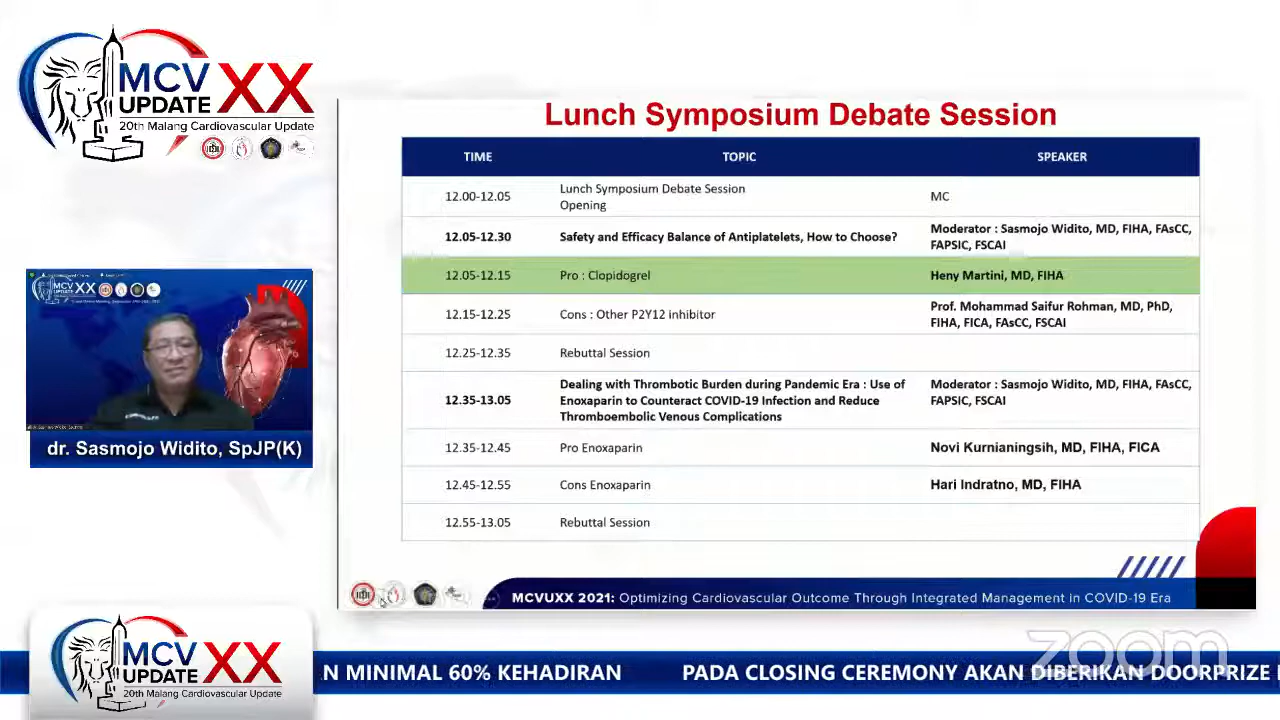 MCV
UPDATE
XX
20th Malang Cardiovascular Update
Lunch Symposium Debate Session
TIME TOPIC SPEAKER
12.00-12.05 Lunch Symposium Debate Session MC
Opening
12.05-12.30 Safety and Efficacy Balance of Antiplatelets, How to Choose? Moderator : Sasmojo Widito, MD, FIHA, FAsCC,
FAPSIC, FSCAI
12.05-12.15 Pro : Clopidogrel Heny Martini, MD, FIHA
12.15-12.25 Cons : Other P2Y12 inhibitor Prof. Mohammad Saifur Rohman, MD, PhD,
FIHA, FICA, FAsCC, FSCAI
12.25-12.35 Rebuttal Session
12.35-13.05 Dealing with Thrombotic Burden during Pandemic Era : Use of Moderator : Sasmojo Widito, MD, FIHA, FAsCC,
Enoxaparin to Counteract COVID-19 Infection and Reduce FAPSIC, FSCAI
Thromboembolic Venous Complications
12.35-12.45 Pro Enoxaparin Novi Kurnianingsih, MD, FIHA, FICA
12.45-12.55 Cons Enoxaparin Hari Indratno, MD, FIHA
12.55-13.05 Rebuttal Session
MCV XX
dr. Sasmojo Widito, SpJP(K)
MCVUXX 2021: Optimizing Cardiovascular Outcome Through Integrated Management in COVID-19 Era
zoom
MCV
UPDATE
XX
20th Malang Cardiovascular Update
N MINIMAL 60% KEHADIRAN PADA CLOSING CEREMONY AKAN DIBERIKAN DOORPRIZE